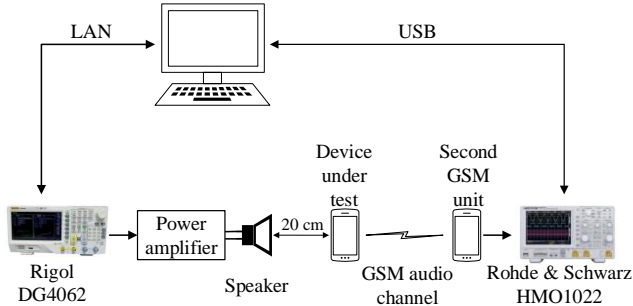 LAN
USB
Device
under
test
Second
GSM
unit
Power
amplifier
20 cm
Rigol
DG4062
Speaker
GSM audio
channel
Rohde & Schwarz
HMO1022